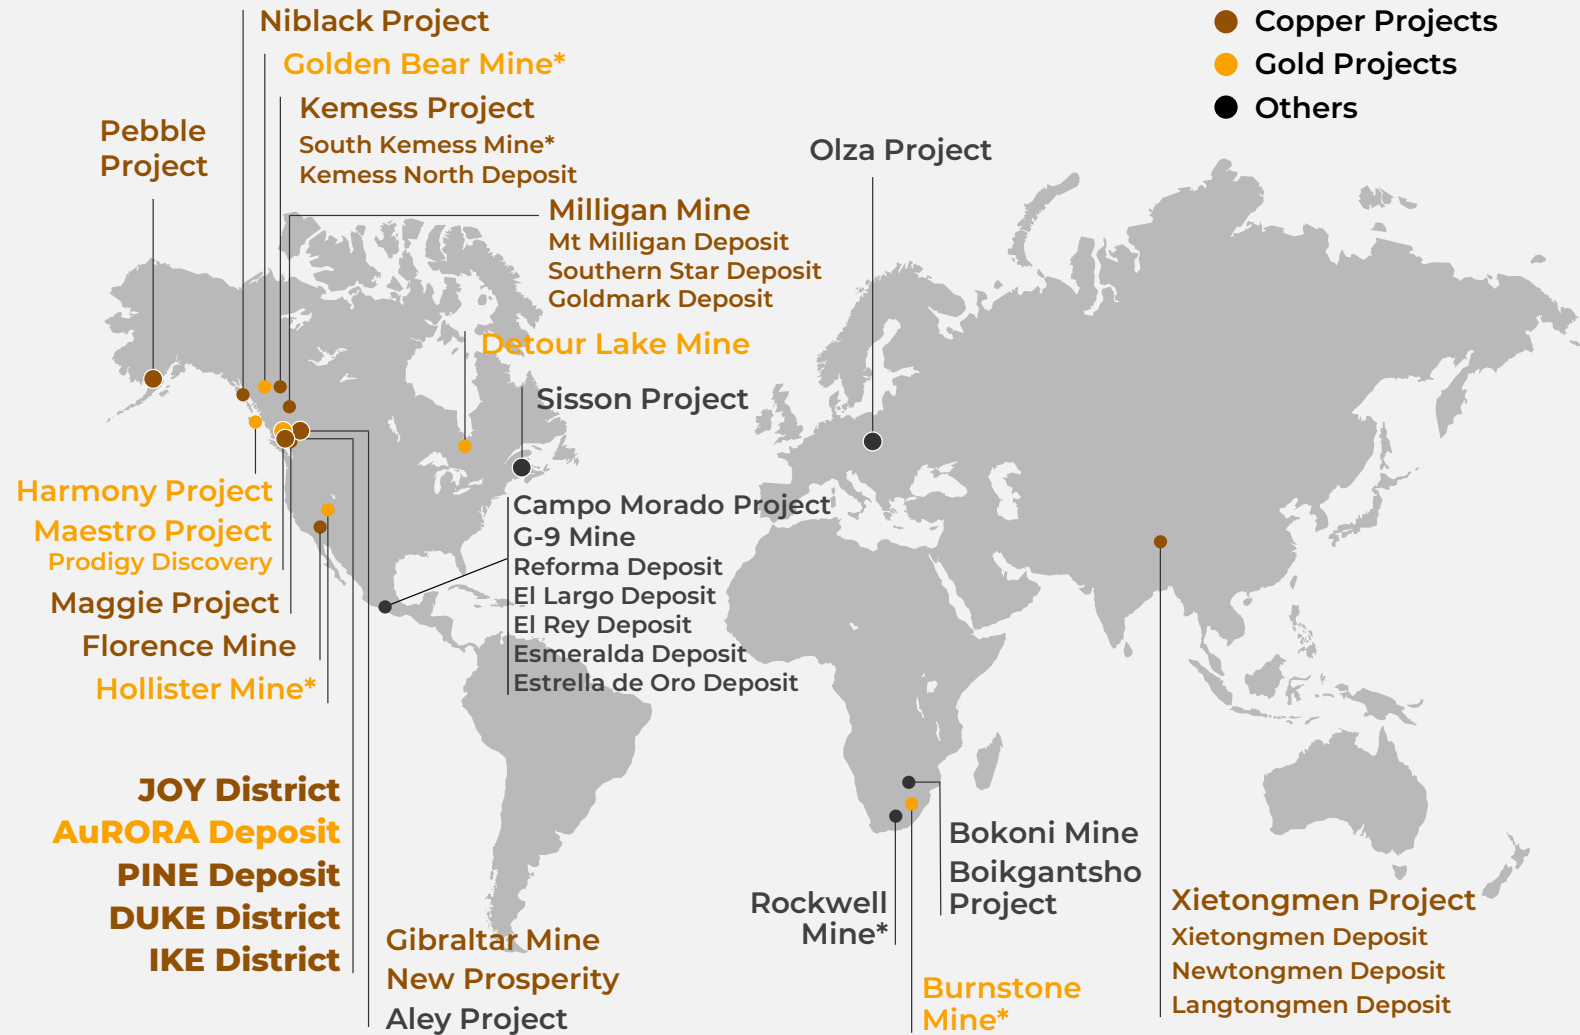 Niblack Project
Golden Bear Mine*
Kemess Project
South Kemess Mine*
Kemess North Deposit
Pebble
Project
Milligan Mine
Mt Milligan Deposit
Southern Star Deposit
Goldmark Deposit
Detour Lake Mine
Sisson Project
Olza Project
Copper Projects
Gold Projects
Others
Harmony Project
Maestro Project
Prodigy Discovery
Maggie Project
Florence Mine
Hollister Mine*
Campo Morado Project
G-9 Mine
Reforma Deposit
El Largo Deposit
El Rey Deposit
Esmeralda Deposit
Estrella de Oro Deposit
JOY District
AuRORA Deposit
PINE Deposit
DUKE District
IKE District
Gibraltar Mine
New Prosperity
Aley Project
Rockwell
Mine*
Bokoni Mine
Boikgantsho
Project
Burnstone
Mine*
Xietongmen Project
Xietongmen Deposit
Newtongmen Deposit
Langtongmen Deposit